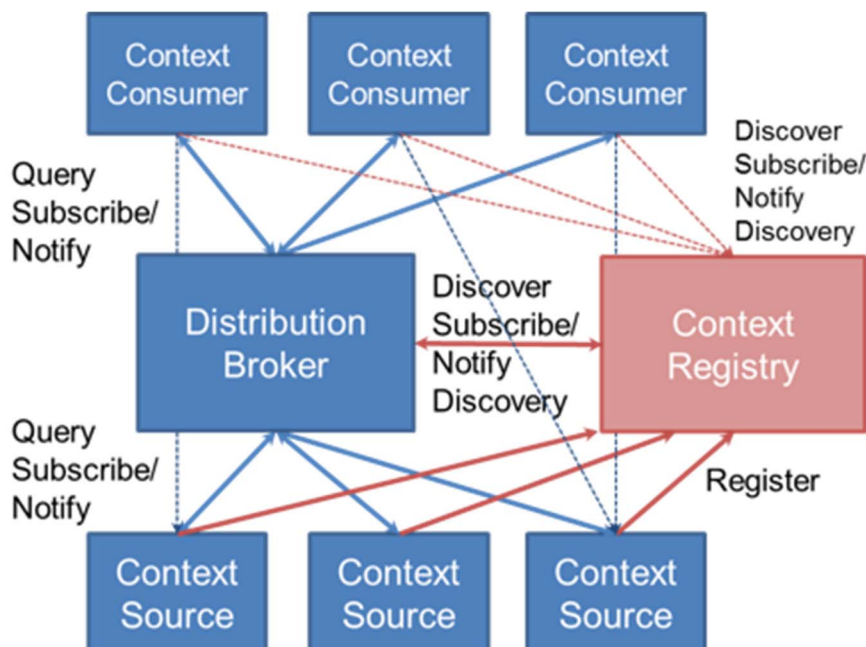 Context
Consumer
Context
Consumer
Context
Consumer
Query
Subscribe/
Notify
Discover
Subscribe/
Notify
Discovery
Distribution
Broker
Discover
Subscribe/
Notify
Discovery
Context
Registry
Query
Subscribe/
Notify
Register
Context
Source
Context
Source
Context
Source